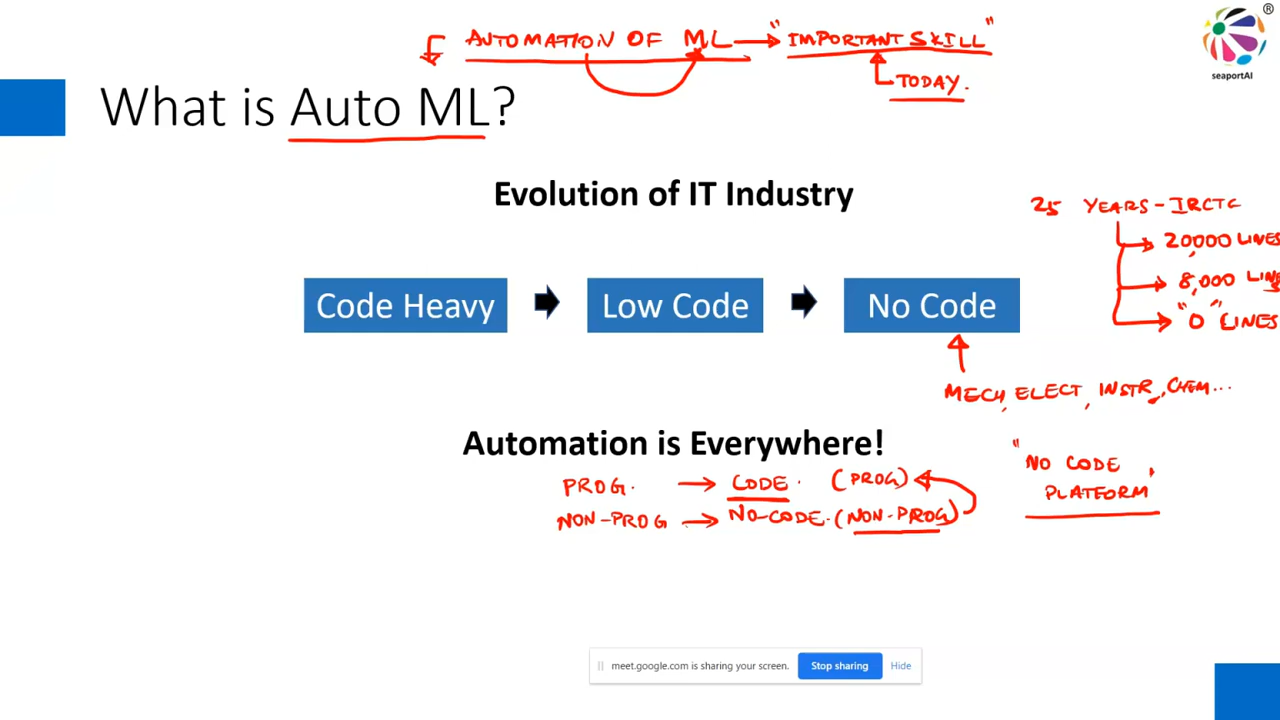 AUTOMATION OF ML → "IMPORTANT SKILL"
TODAY.
seaportAI
What is Auto ML?
Evolution of IT Industry
25 YEARS - IRCTC
20,000 LINES
8,000 LINES
"0" LINES
Code Heavy
Low Code
No Code
MECH, ELECT, INSTR, CHEM...
Automation is Everywhere!
PROG. → CODE. (PROG)
NON-PROG → NO-CODE. (NON-PROG)
"NO CODE
PLATFORM"
meet.google.com is sharing your screen.
Stop sharing
Hide